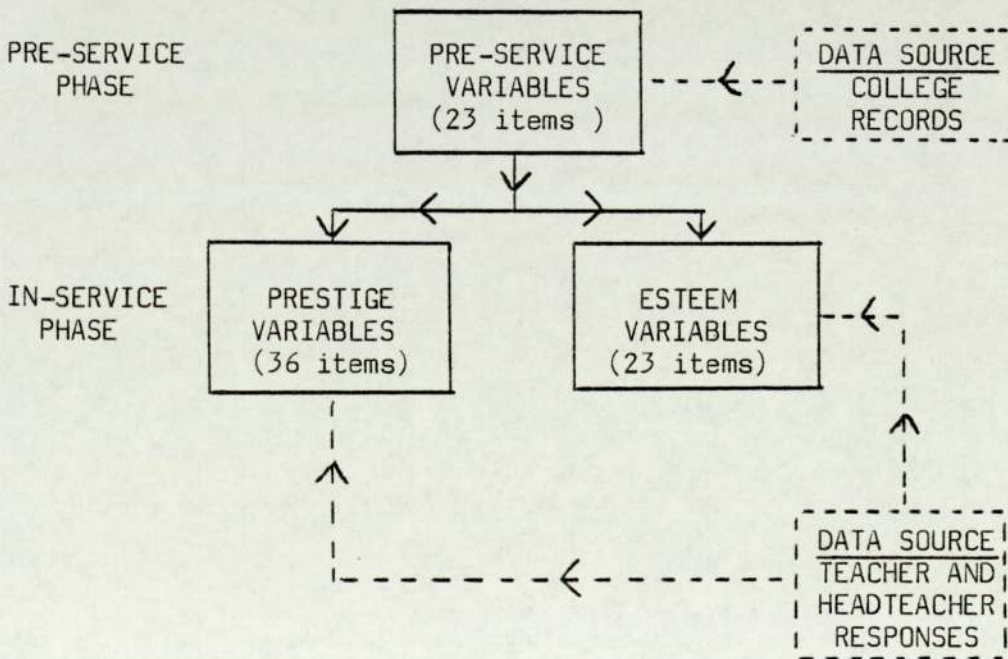 PRE-SERVICE
PHASE
PRE-SERVICE
VARIABLES
(23 items )
DATA SOURCE
COLLEGE
RECORDS
IN-SERVICE
PHASE
PRESTIGE
VARIABLES
(36 items)
ESTEEM
VARIABLES
(23 items)
DATA SOURCE
TEACHER AND
HEADTEACHER
RESPONSES